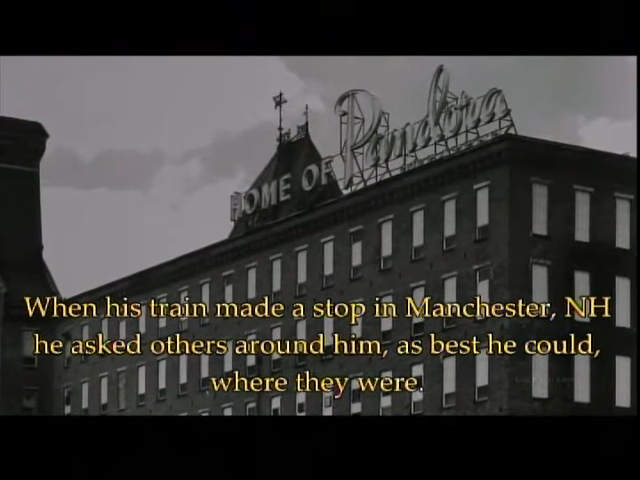 HOME OF Pandora
When his train made a stop in Manchester, NH
he asked others around him, as best he could,
where they were.